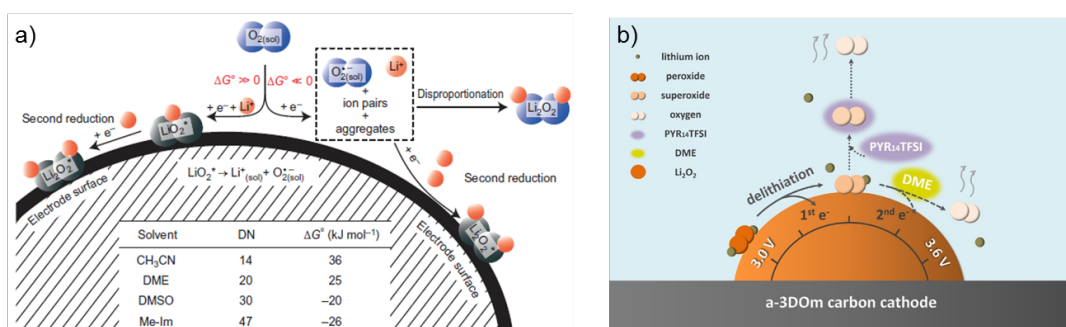 a)
O₂₍sol₎
ΔG° ≫ 0
ΔG° ≪ 0
+ e⁻ + Li⁺
+ e⁻
O₂•⁻(sol)
Li⁺
+
ion pairs
+
aggregates
Disproportionation
Li₂O₂
Second reduction
+ e⁻
LiO₂*
Li₂O₂*
Electrode surface
LiO₂* → Li⁺(sol) + O₂•⁻(sol)
+ e⁻
Second reduction
Li₂O₂*
Electrode surface
Solvent DN ΔG° (kJ mol⁻¹)
CH₃CN 14 36
DME 20 25
DMSO 30 –20
Me-Im 47 –26
b)
lithium ion
peroxide
superoxide
oxygen
PYR₁₄TFSI
DME
Li₂O₂
PYR₁₄TFSI
DME
delithiation
1st e⁻
2nd e⁻
3.0 V
3.6 V
a-3DOm carbon cathode